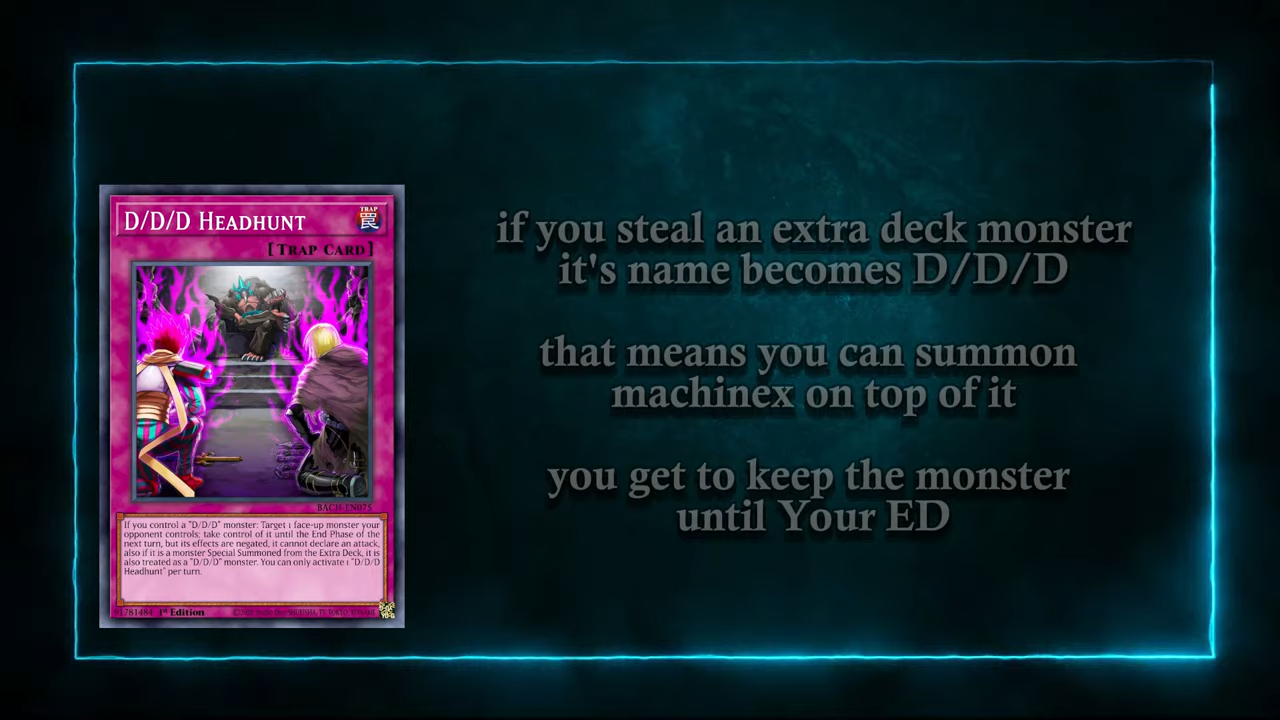 D/D/D HEADHUNT
TRAP
罠
[TRAP CARD]
BACH-EN075
If you control a "D/D/D" monster: Target 1 face-up monster your
opponent controls; take control of it until the End Phase of the
next turn, but its effects are negated, it cannot declare an attack,
also if it is a monster Special Summoned from the Extra Deck, it is
also treated as a "D/D/D" monster. You can only activate 1 "D/D/D
Headhunt" per turn.
1st Edition
if you steal an extra deck monster
it's name becomes D/D/D
that means you can summon
machinex on top of it
you get to keep the monster
until Your ED